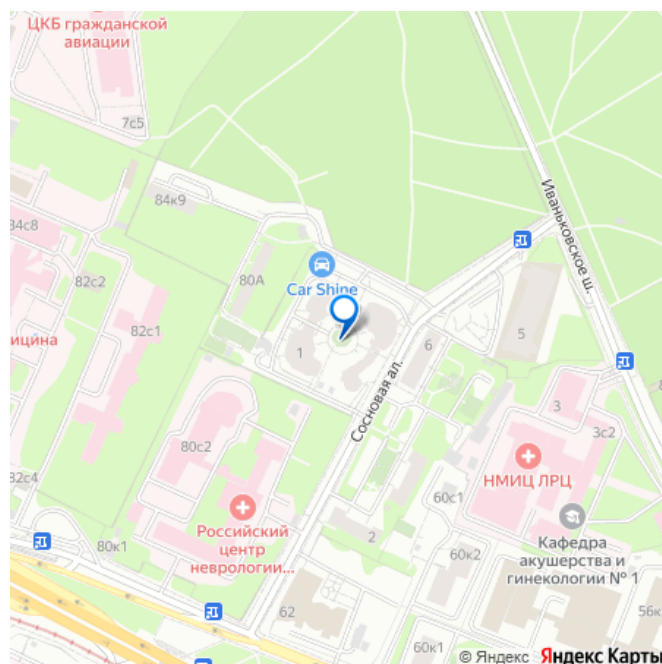 ЦКБ гражданской
авиации
7с5
84к9
Иваньковское ш.
84с8
80А
82с2
Car Shine
82с1
ицина
5
6
1
Сосновая ал.
3
3с2
80с2
НМИЦ ЛРЦ
82с4
60с1
Российский
центр
неврологии...
Кафедра
акушерства и
гинекологии № 1
80к1
2
60к2
62
56к
60к1
© Яндекс Яндекс Карты